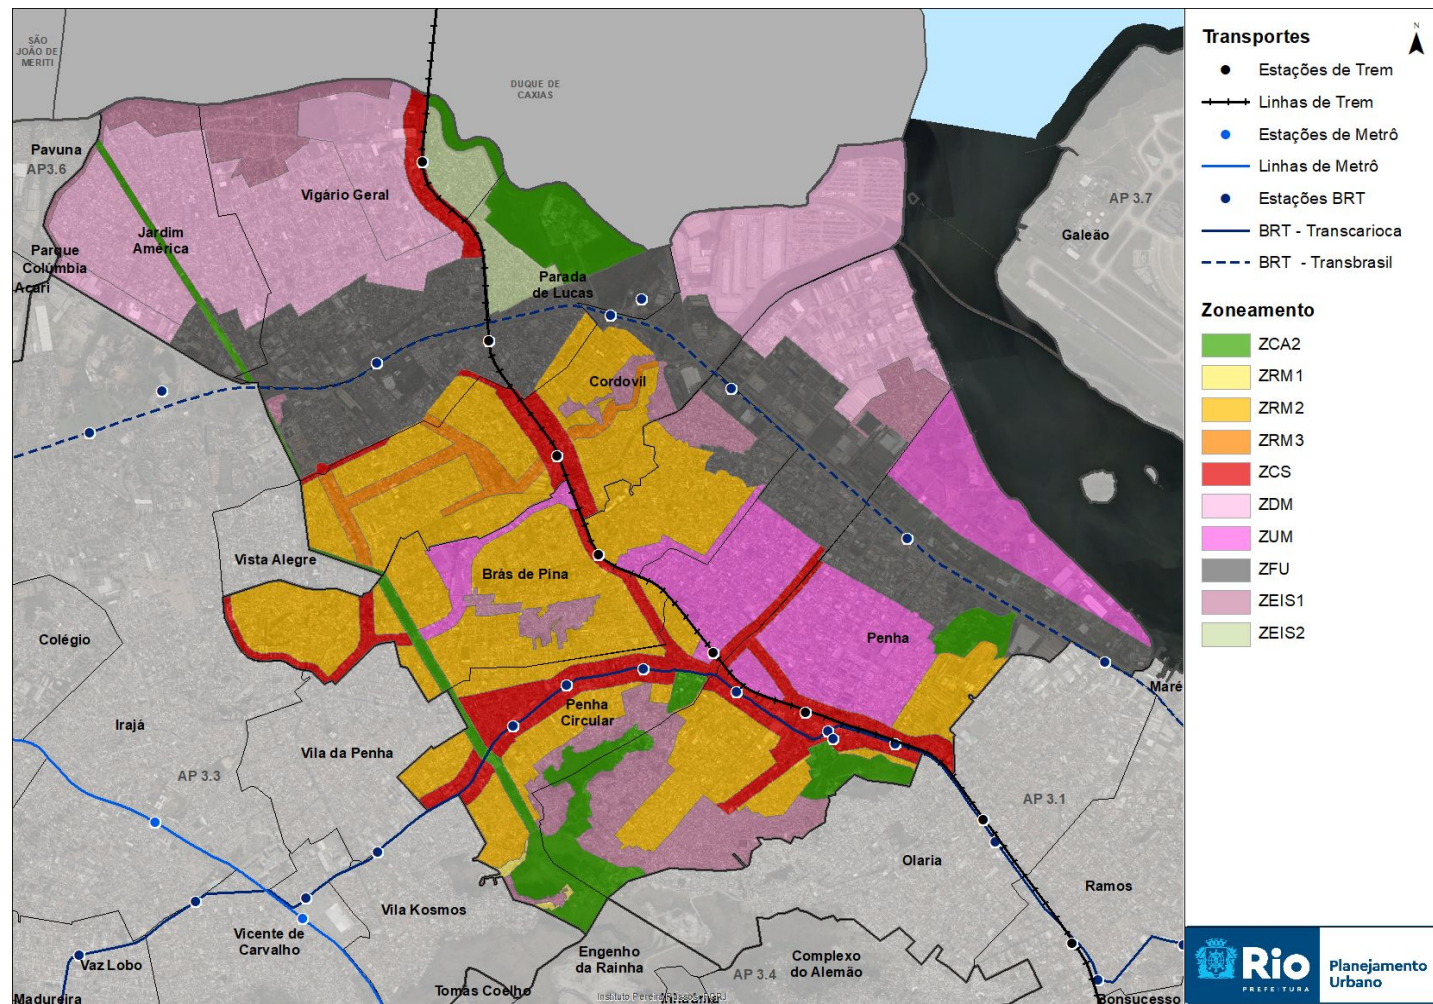 SÃO
JOÃO DE
MERITI
DUQUE DE
CAXIAS
Pavuna
AP3.6
Vigário Geral
Jardim
América
Parque
Colúmbia
Acari
Parada
de Lucas
AP 3.7
Galeão
Cordovil
Vista Alegre
Brás de Pina
Colégio
Penha
Maré
Irajá
Penha
Circular
Vila da Penha
AP 3.3
AP 3.1
Olaria
Ramos
Vila Kosmos
Vicente de
Carvalho
Vaz Lobo
Engenho
da Rainha
Complexo
do Alemão
AP 3.4
Tomás Coelho
Madureira
Bonsucesso
Transportes
N
Estações de Trem
Linhas de Trem
Estações de Metrô
Linhas de Metrô
Estações BRT
BRT - Transcarioca
BRT - Transbrasil
Zoneamento
ZCA2
ZRM1
ZRM2
ZRM3
ZCS
ZDM
ZUM
ZFU
ZEIS1
ZEIS2
Rio
PREFEITURA
Planejamento
Urbano